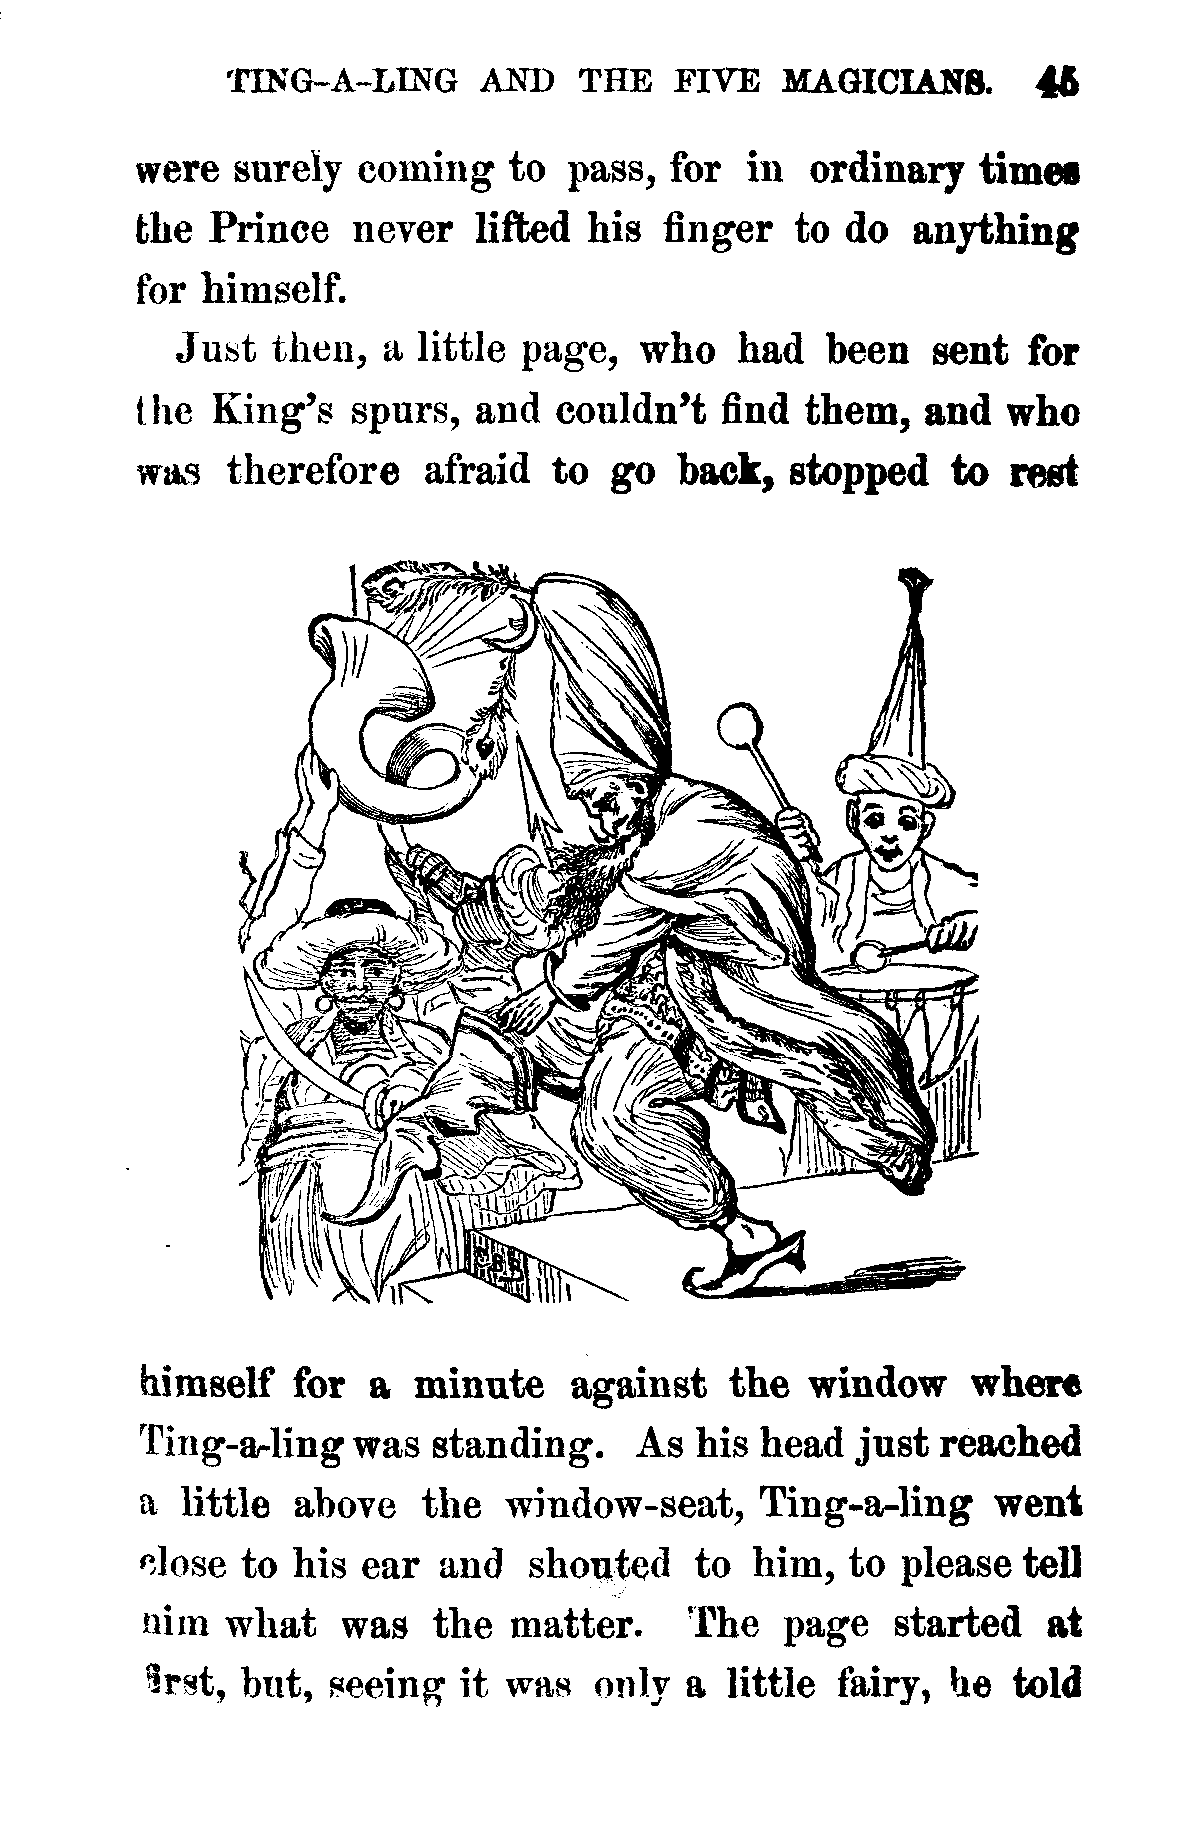 TING-A-LING AND THE FIVE MAGICIANS. 45
were surely coming to pass, for in ordinary times
the Prince never lifted his finger to do anything
for himself.
Just then, a little page, who had been sent for
the King's spurs, and couldn't find them, and who
was therefore afraid to go back, stopped to rest
himself for a minute against the window where
Ting-a-ling was standing. As his head just reached
a little above the window-seat, Ting-a-ling went
close to his ear and shouted to him, to please tell
him what was the matter. The page started at
first, but, seeing it was only a little fairy, he told